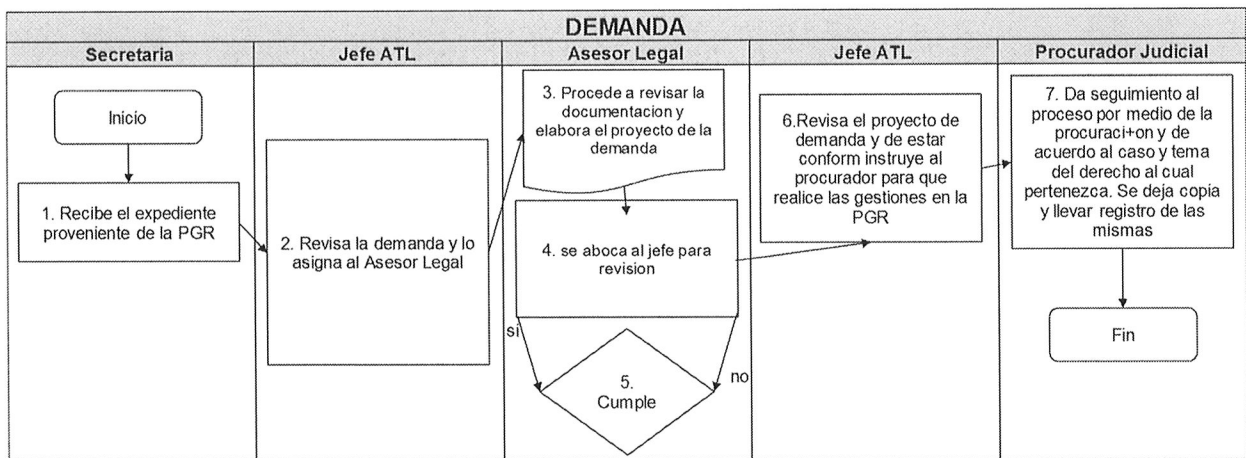 DEMANDA
Secretaria
Jefe ATL
Asesor Legal
Jefe ATL
Procurador Judicial
Inicio
1. Recibe el expediente
proveniente de la PGR
2. Revisa la demanda y lo
asigna al Asesor Legal
3. Procede a revisar la
documentacion y
elabora el proyecto de la
demanda
4. se aboca al jefe para
revision
si
no
5.
Cumple
6.Revisa el proyecto de
demanda y de estar
conform instruye al
procurador para que
realice las gestiones en la
PGR
7. Da seguimiento al
proceso por medio de la
procuraci+on y de
acuerdo al caso y tema
del derecho al cual
pertenezca. Se deja copia
y llevar registro de las
mismas
Fin